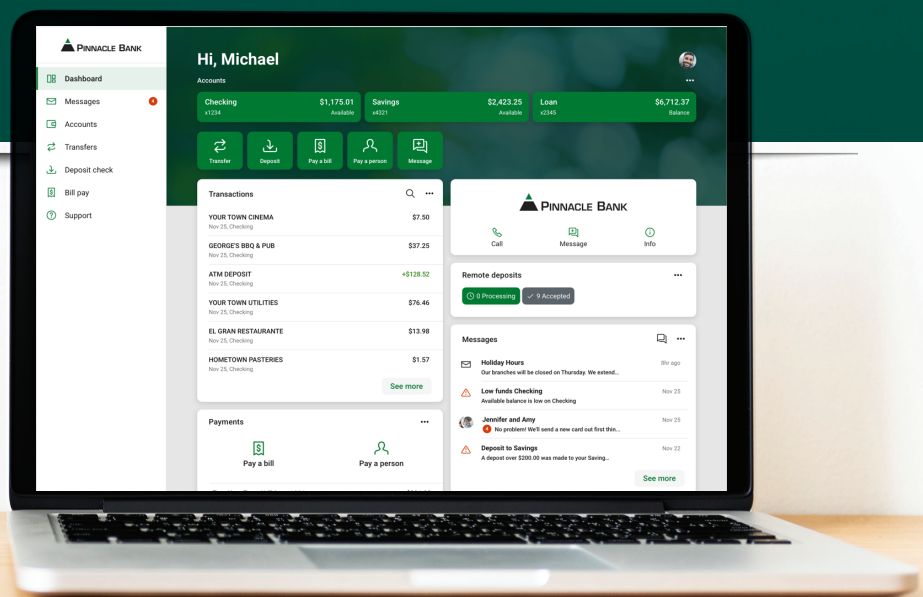 PINNACLE BANK
Dashboard
Messages 4
Accounts
Transfers
Deposit check
Bill pay
Support
Hi, Michael
Accounts
Checking $1,175.01
x1234 Available
Savings $2,423.25
x4321 Available
Loan $6,712.37
x2345 Balance
Transfer Deposit Pay a bill Pay a person Message
Transactions
YOUR TOWN CINEMA $7.50
Nov 25, Checking
GEORGE'S BBQ & PUB $37.25
Nov 25, Checking
ATM DEPOSIT +$128.52
Nov 25, Checking
YOUR TOWN UTILITIES $76.46
Nov 25, Checking
EL GRAN RESTAURANTE $13.98
Nov 25, Checking
HOMETOWN PASTERIES $1.57
Nov 25, Checking
See more
Payments
Pay a bill Pay a person
PINNACLE BANK
Call Message Info
Remote deposits
0 Processing 9 Accepted
Messages
Holiday Hours 8hr ago
Our branches will be closed on Thursday. We extend...
Low funds Checking Nov 25
Available balance is low on Checking
Jennifer and Amy Nov 25
4 No problem! We'll send a new card out first thin...
Deposit to Savings Nov 22
A depost over $200.00 was made to your Saving...
See more